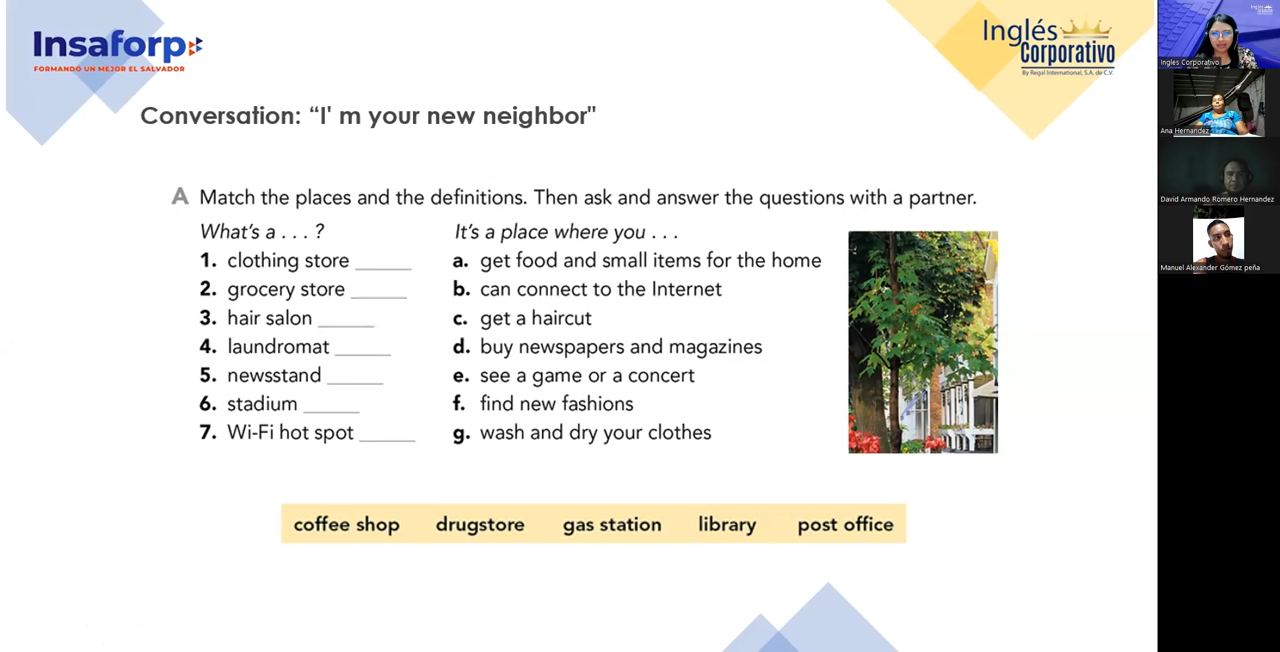 Insaforp
FORMANDO UN MEJOR EL SALVADOR
Inglés
Corporativo
By Regal International, S.A. de C.V.
Conversation: “I' m your new neighbor"
A Match the places and the definitions. Then ask and answer the questions with a partner.
What's a . . . ?
It's a place where you . . .
1. clothing store ______
a. get food and small items for the home
2. grocery store ______
b. can connect to the Internet
3. hair salon ______
c. get a haircut
4. laundromat ______
d. buy newspapers and magazines
5. newsstand ______
e. see a game or a concert
6. stadium ______
f. find new fashions
7. Wi-Fi hot spot ______
g. wash and dry your clothes
coffee shop drugstore gas station library post office
Ingles Corporativo
Ana Hernandez
David Armando Romero Hernandez
Manuel Alexander Gómez peña